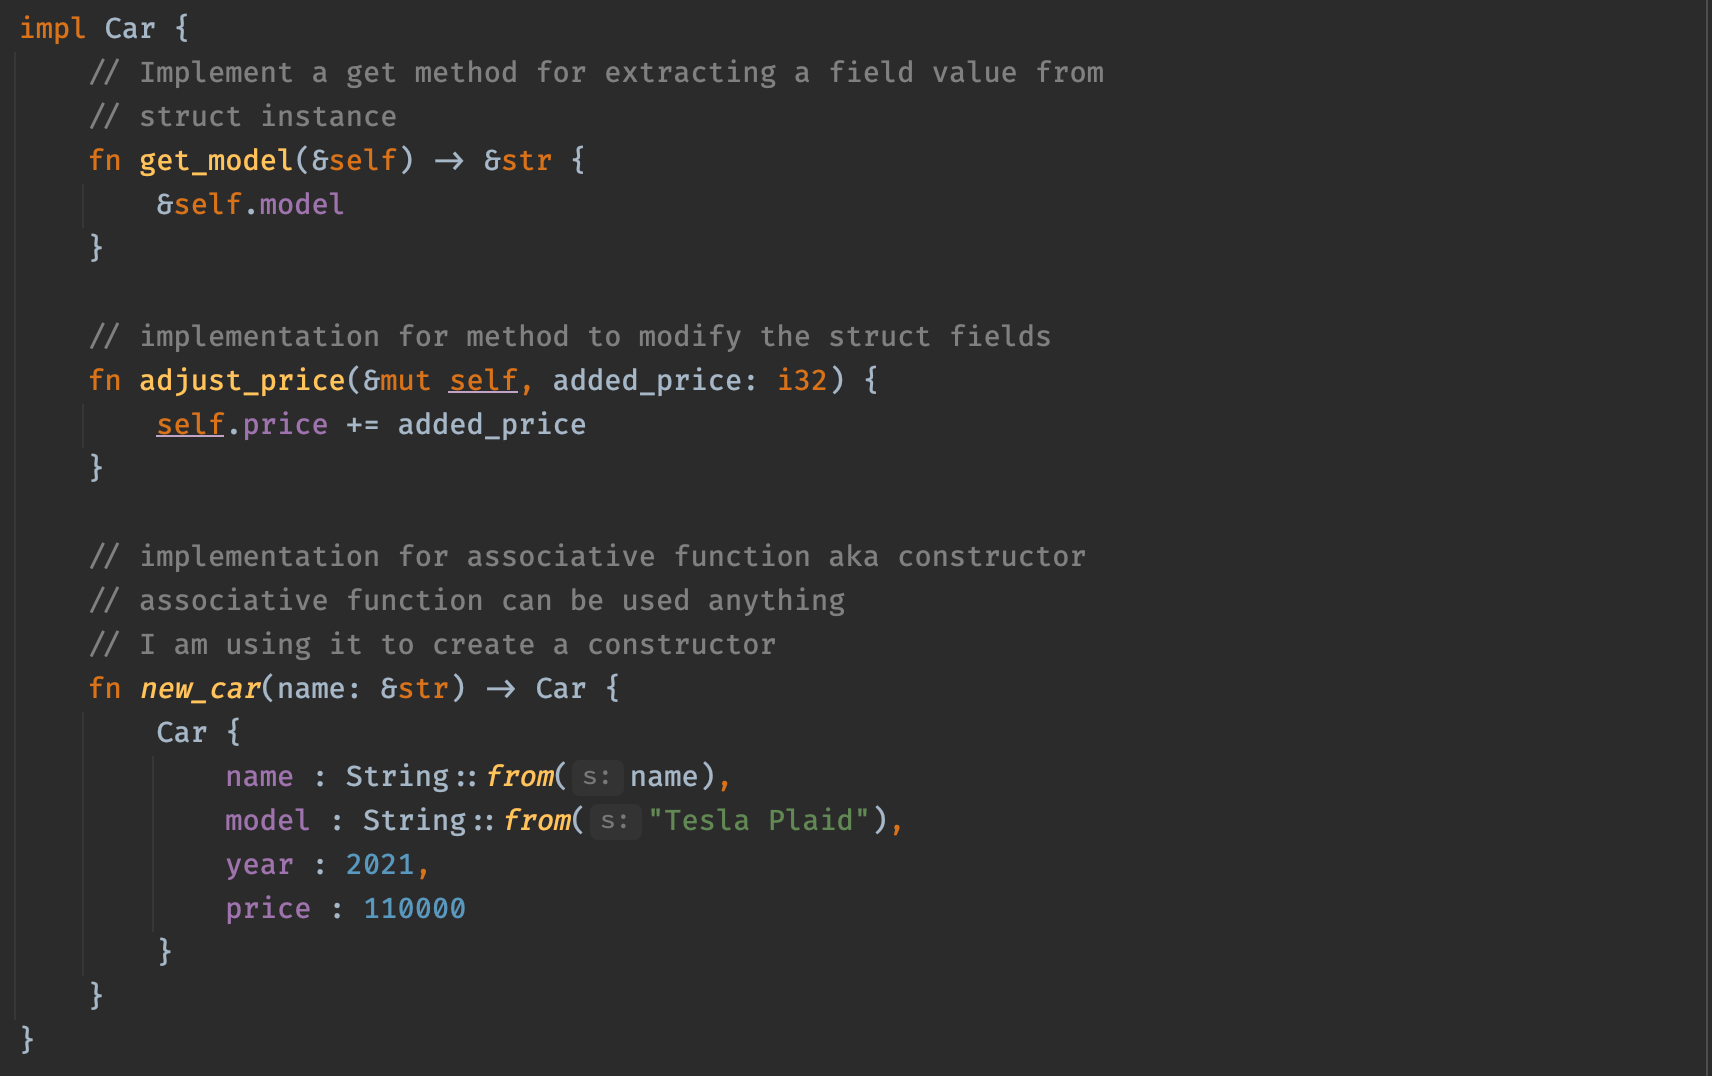 impl Car {
// Implement a get method for extracting a field value from
// struct instance
fn get_model(&self) -> &str {
&self.model
}
// implementation for method to modify the struct fields
fn adjust_price(&mut self, added_price: i32) {
self.price += added_price
}
// implementation for associative function aka constructor
// associative function can be used anything
// I am using it to create a constructor
fn new_car(name: &str) -> Car {
Car {
name : String::from( s: name),
model : String::from( s: "Tesla Plaid"),
year : 2021,
price : 110000
}
}
}